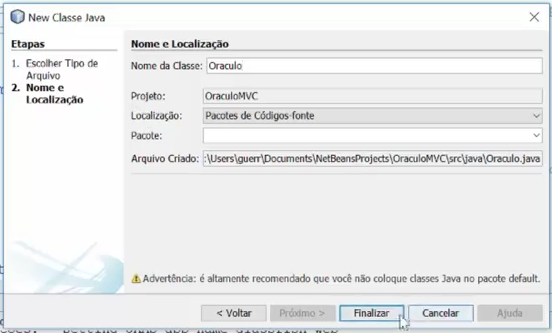 New Classe Java
Etapas
1. Escolher Tipo de
Arquivo
2. Nome e
Localização
Nome e Localização
Nome da Classe: Oraculo
Projeto: OraculoMVC
Localização: Pacotes de Códigos-fonte
Pacote:
Arquivo Criado: :\Users\guerr\Documents\NetBeansProjects\OraculoMVC\src\java\Oraculo.java
Advertência: é altamente recomendado que você não coloque classes Java no pacote default.
< Voltar Próximo > Finalizar Cancelar Ajuda